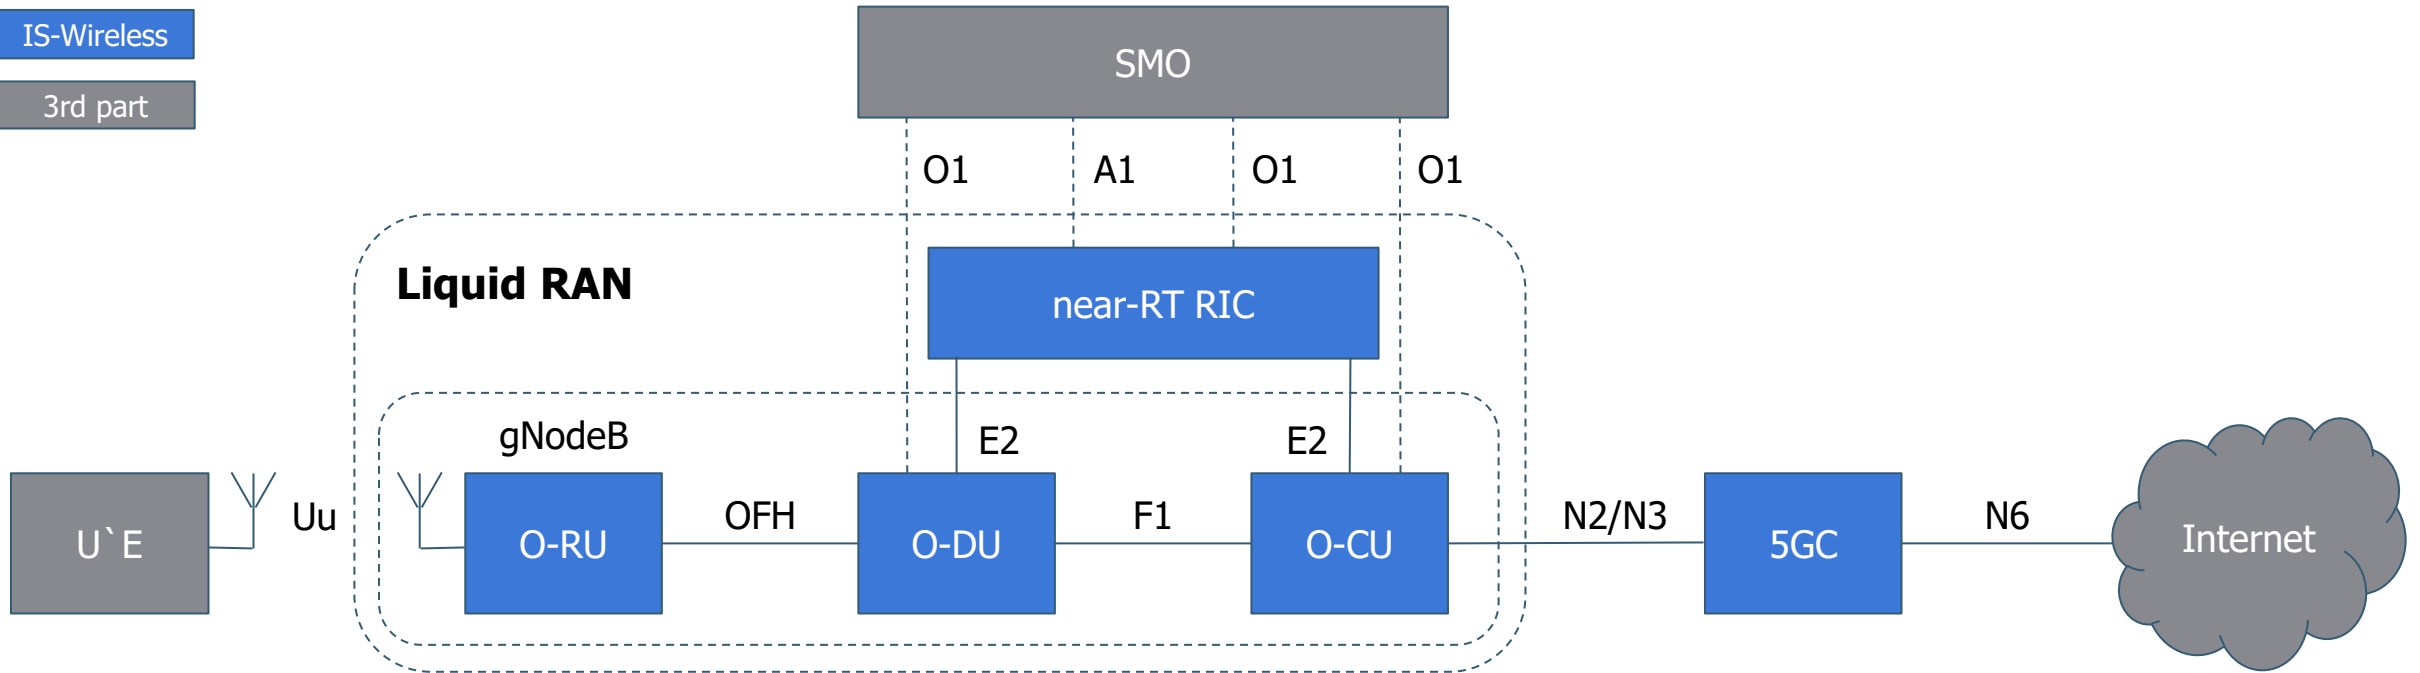 IS-Wireless
3rd part
SMO
O1
A1
O1
O1
Liquid RAN
near-RT RIC
gNodeB
E2
E2
U`E
Uu
O-RU
OFH
O-DU
F1
O-CU
N2/N3
5GC
N6
Internet